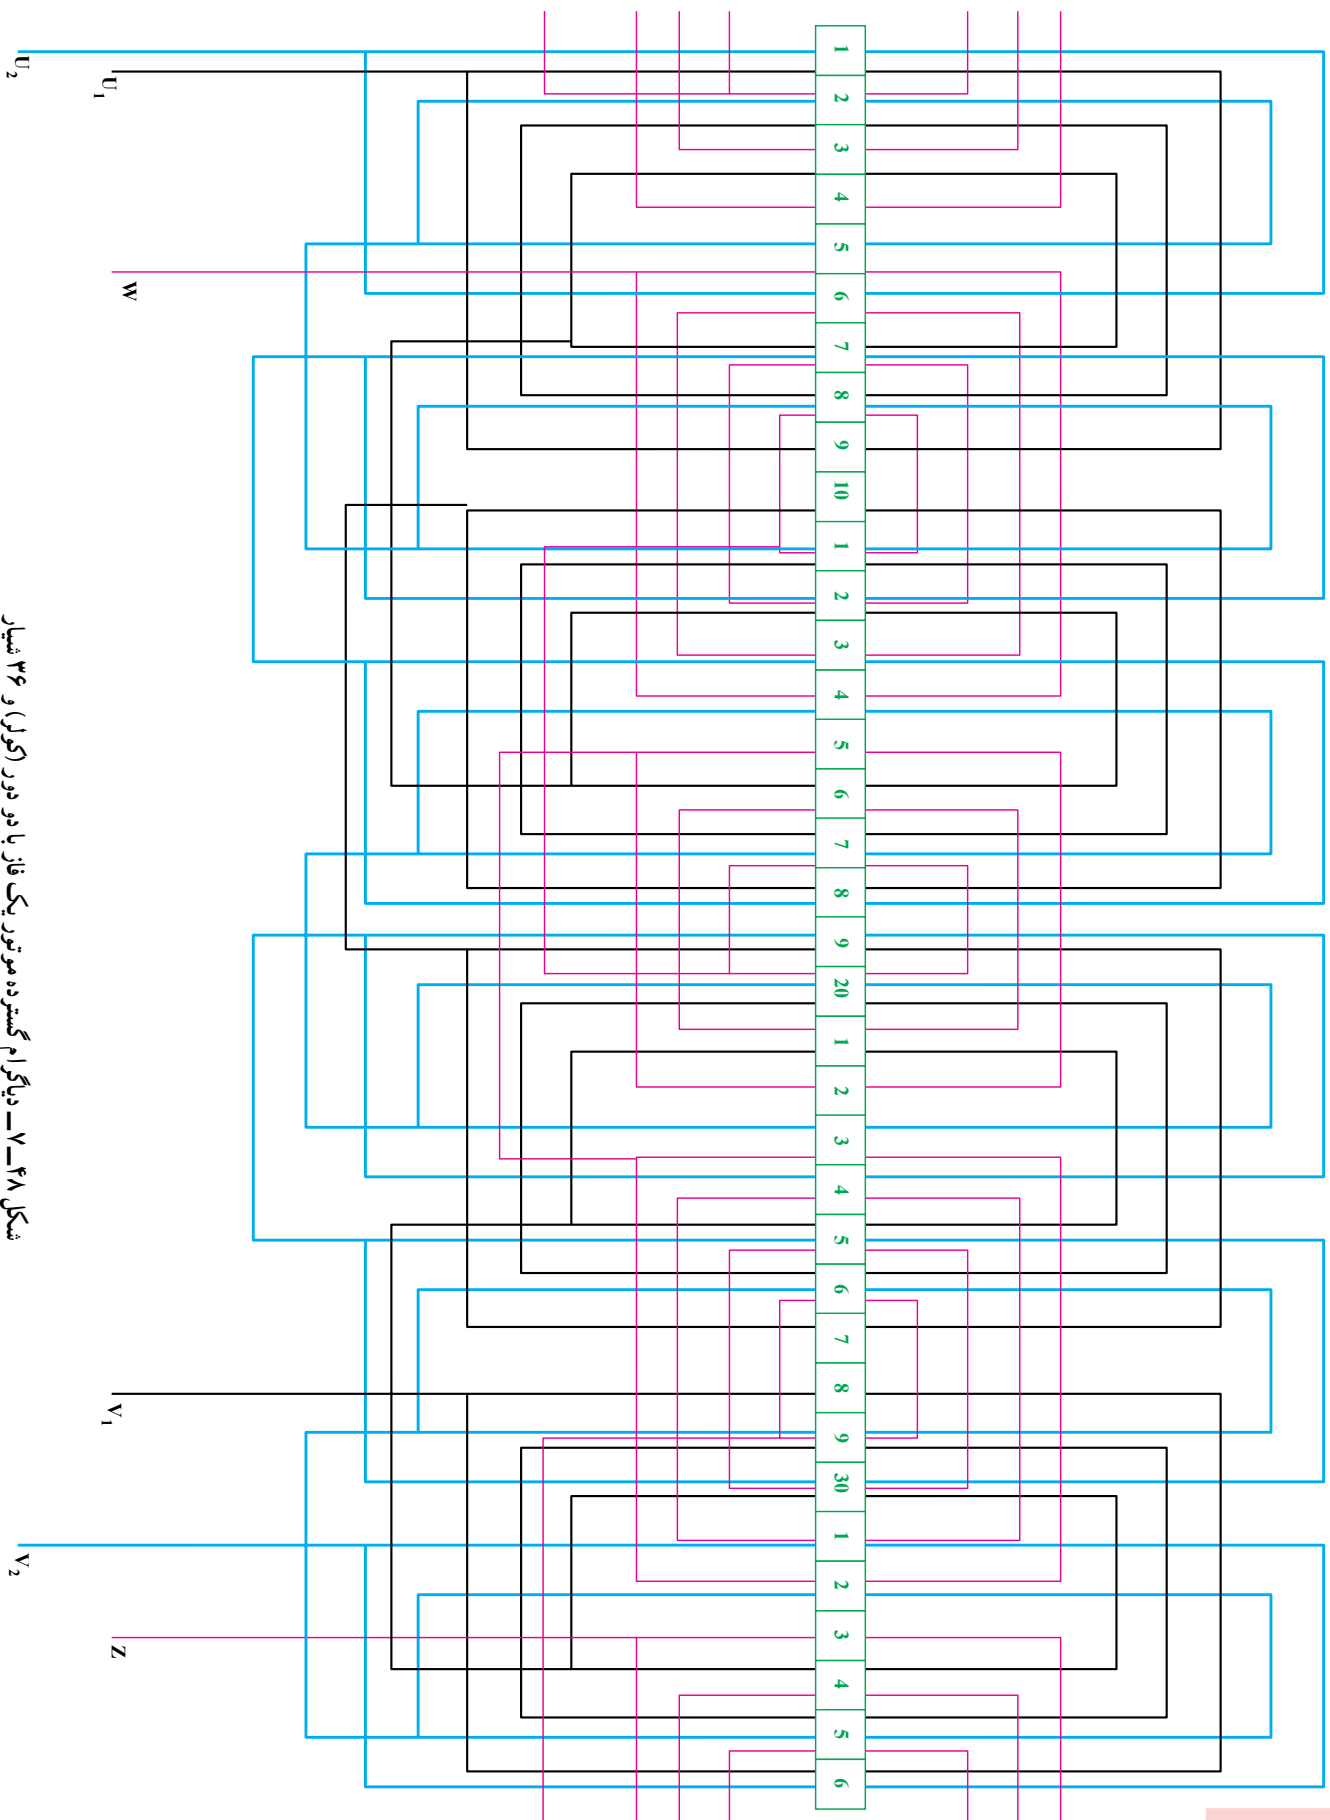 1 2 3 4 5 6 7 8 9 10 1 2 3 4 5 6 7 8 9 20 1 2 3 4 5 6 7 8 9 30 1 2 3 4 5 6
U1
W
V1
Z
U2
V2
شکل ۴۸-۷- دیاگرام گسترده موتور یک فاز با دو دور (کولر) و ۳۶ شیار